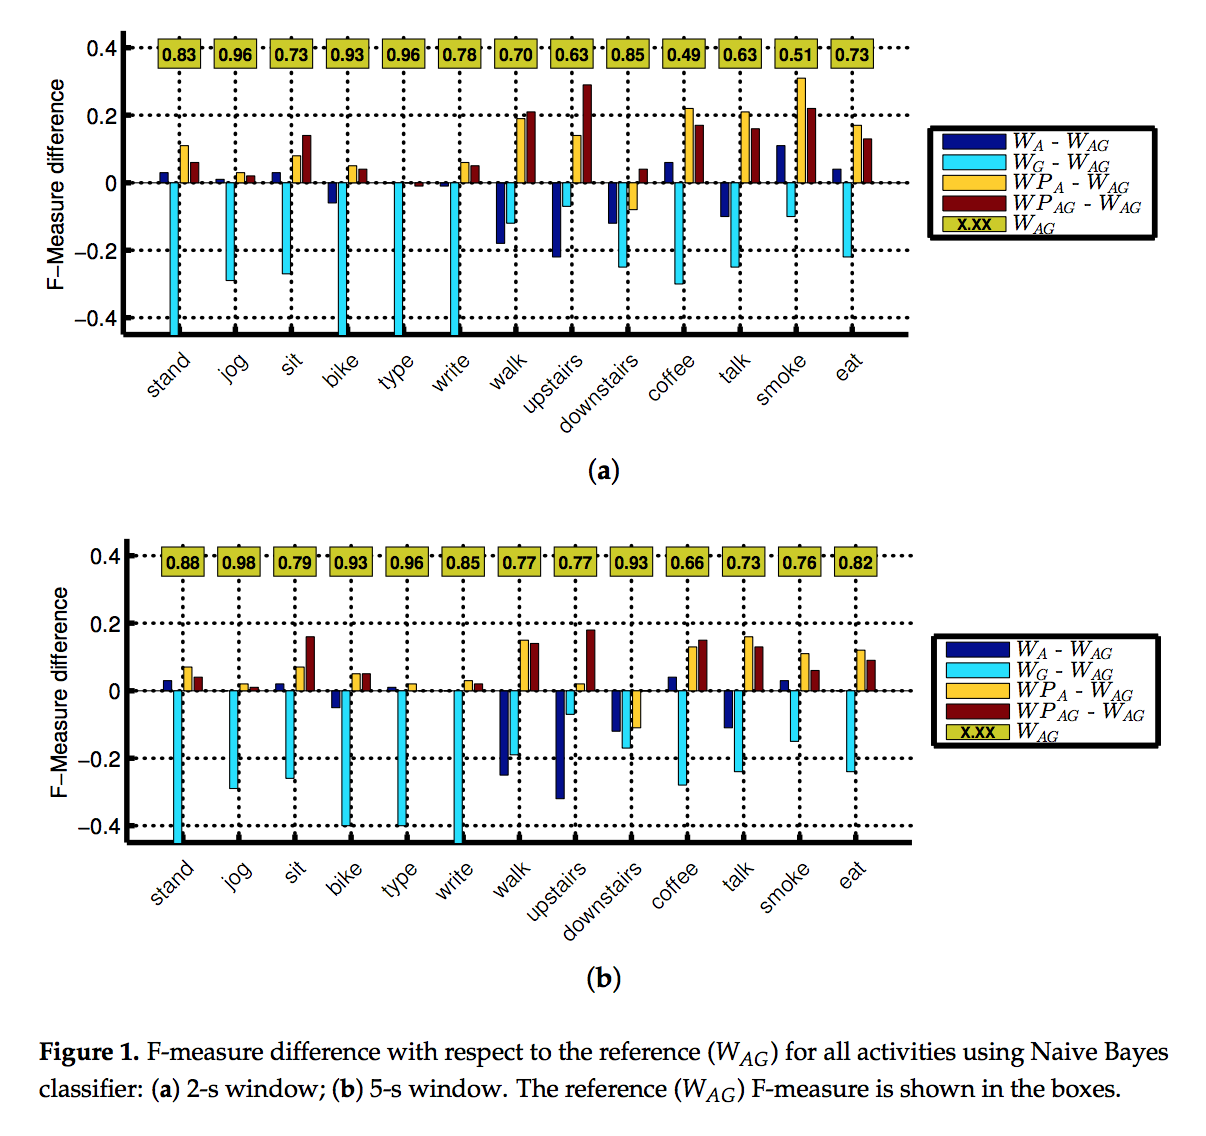 0.4
0.83 0.96 0.73 0.93 0.96 0.78 0.70 0.63 0.85 0.49 0.63 0.51 0.73
0.2
0
−0.2
−0.4
F−Measure difference
stand jog sit bike type write walk upstairs downstairs coffee talk smoke eat
W_A - W_AG
W_G - W_AG
WP_A - W_AG
WP_AG - W_AG
X.XX W_AG
(a)
0.4
0.88 0.98 0.79 0.93 0.96 0.85 0.77 0.77 0.93 0.66 0.73 0.76 0.82
0.2
0
−0.2
−0.4
F−Measure difference
stand jog sit bike type write walk upstairs downstairs coffee talk smoke eat
W_A - W_AG
W_G - W_AG
WP_A - W_AG
WP_AG - W_AG
X.XX W_AG
(b)
Figure 1. F-measure difference with respect to the reference (W_AG) for all activities using Naive Bayes
classifier: (a) 2-s window; (b) 5-s window. The reference (W_AG) F-measure is shown in the boxes.